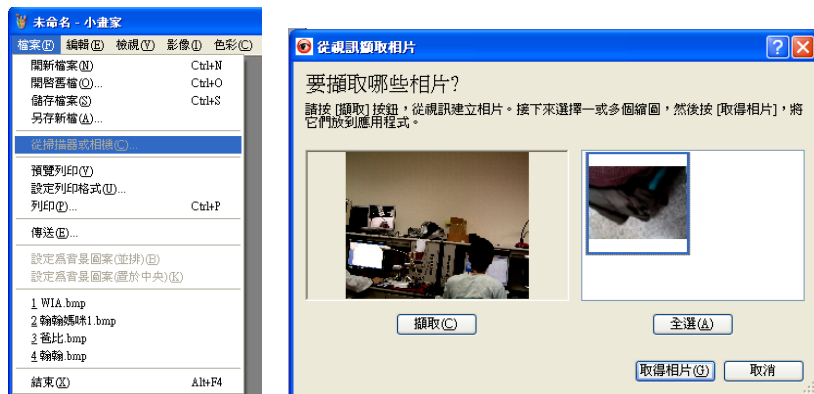 未命名 - 小畫家
檔案(F) 編輯(E) 檢視(V) 影像(I) 色彩(C)
開新檔案(N) Ctrl+N
開啓舊檔(O)... Ctrl+O
儲存檔案(S) Ctrl+S
另存新檔(A)...
從掃描器或相機(C)...
預覽列印(V)
設定列印格式(U)...
列印(P)... Ctrl+P
傳送(E)...
設定爲背景圖案(並排)(B)
設定爲背景圖案(置於中央)(K)
1 WIA.bmp
2 翰翰媽咪1.bmp
3 爸比.bmp
4 翰翰.bmp
結束(X) Alt+F4
從視訊擷取相片
要擷取哪些相片?
請按 [擷取] 按鈕，從視訊建立相片。接下來選擇一或多個縮圖，然後按 [取得相片]，將
它們放到應用程式。
擷取(C)
全選(A)
取得相片(G)
取消